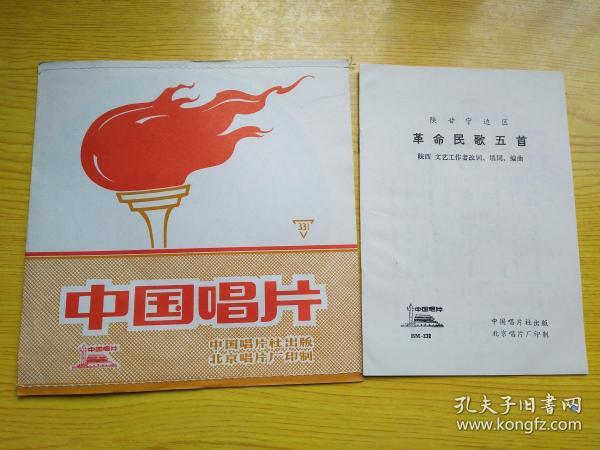 33⅓
中国唱片
中国唱片
中国唱片社出版
北京唱片厂印制
陕甘宁边区
革命民歌五首
陕西 文艺工作者改词、填词、编曲
中国唱片
中国唱片社出版
北京唱片厂印制
孔夫子旧书网
www.kongfz.com